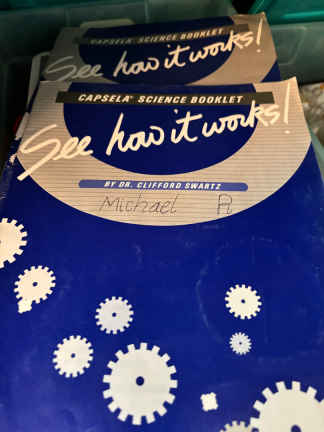 CAPSELA® SCIENCE BOOKLET
See how it works!
CAPSELA® SCIENCE BOOKLET
See how it works!
BY DR. CLIFFORD SWARTZ
Michael